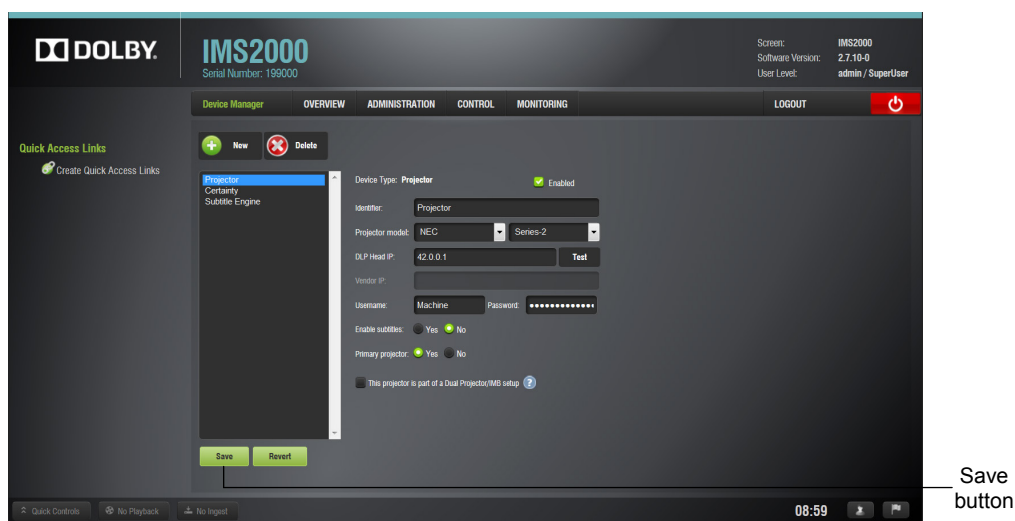 DOLBY.
IMS2000
Serial Number: 199000
Screen: IMS2000
Software Version: 2.7.10-0
User Level: admin / SuperUser
Device Manager OVERVIEW ADMINISTRATION CONTROL MONITORING LOGOUT
Quick Access Links
Create Quick Access Links
New Delete
Projector
Certainty
Subtitle Engine
Device Type: Projector Enabled
Identifier: Projector
Projector model: NEC Series-2
DLP Head IP: 42.0.0.1 Test
Vendor IP:
Username: Machine Password: •••••••••••••
Enable subtitles: Yes No
Primary projector: Yes No
This projector is part of a Dual Projector/IMB setup ?
Save Revert
Save
button
Quick Controls No Playback No Ingest 08:59